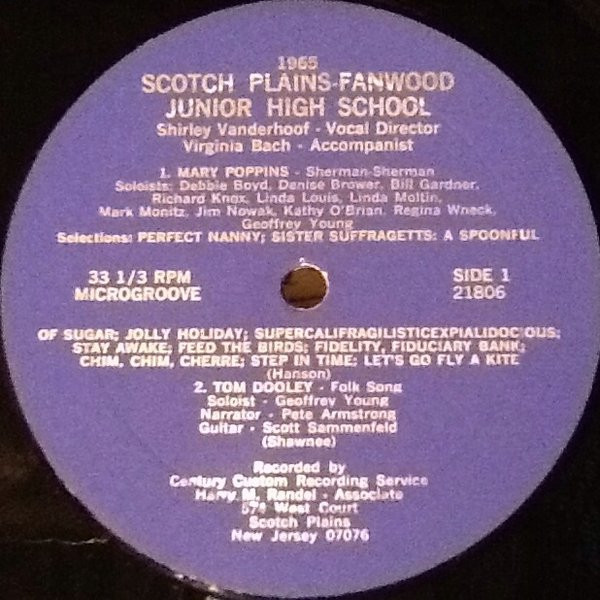 1965
SCOTCH PLAINS-FANWOOD
JUNIOR HIGH SCHOOL
Shirley Vanderhoof - Vocal Director
Virginia Bach - Accompanist
1. MARY POPPINS - Sherman-Sherman
Soloists: Debbie Boyd, Denise Brower, Bill Gardner,
Richard Knox, Linda Louis, Linda Moltin,
Mark Monitz, Jim Nowak, Kathy O'Brian, Regina Wneck,
Geoffrey Young
Selections: PERFECT NANNY; SISTER SUFFRAGETTS: A SPOONFUL
33 1/3 RPM
MICROGROOVE
SIDE 1
21806
OF SUGAR; JOLLY HOLIDAY; SUPERCALIFRAGILISTICEXPIALIDOCIOUS;
STAY AWAKE; FEED THE BIRDS; FIDELITY, FIDUCIARY BANK;
CHIM, CHIM, CHERRE; STEP IN TIME; LET'S GO FLY A KITE
(Hanson)
2. TOM DOOLEY - Folk Song
Soloist - Geoffrey Young
Narrator - Pete Armstrong
Guitar - Scott Sammenfeld
(Shawnee)
Recorded by
Century Custom Recording Service
Harry M. Randel - Associate
574 West Court
Scotch Plains
New Jersey 07076